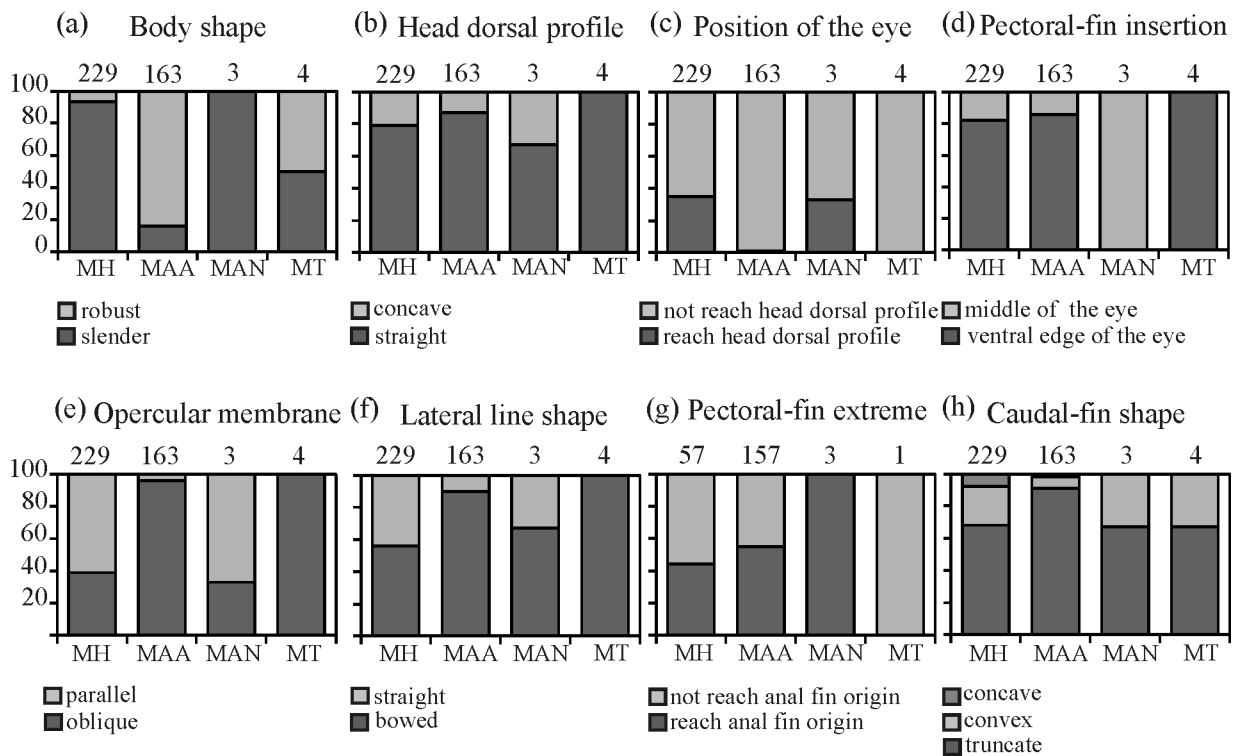 (a) Body shape (b) Head dorsal profile (c) Position of the eye (d) Pectoral-fin insertion
229 163 3 4 229 163 3 4 229 163 3 4 229 163 3 4
100
80
60
40
20
0
MH MAA MAN MT MH MAA MAN MT MH MAA MAN MT MH MAA MAN MT
robust concave not reach head dorsal profile middle of the eye
slender straight reach head dorsal profile ventral edge of the eye
(e) Opercular membrane (f) Lateral line shape (g) Pectoral-fin extreme (h) Caudal-fin shape
229 163 3 4 229 163 3 4 57 157 3 1 229 163 3 4
100
80
60
40
20
MH MAA MAN MT MH MAA MAN MT MH MAA MAN MT MH MAA MAN MT
parallel straight not reach anal fin origin concave
oblique bowed reach anal fin origin convex
truncate